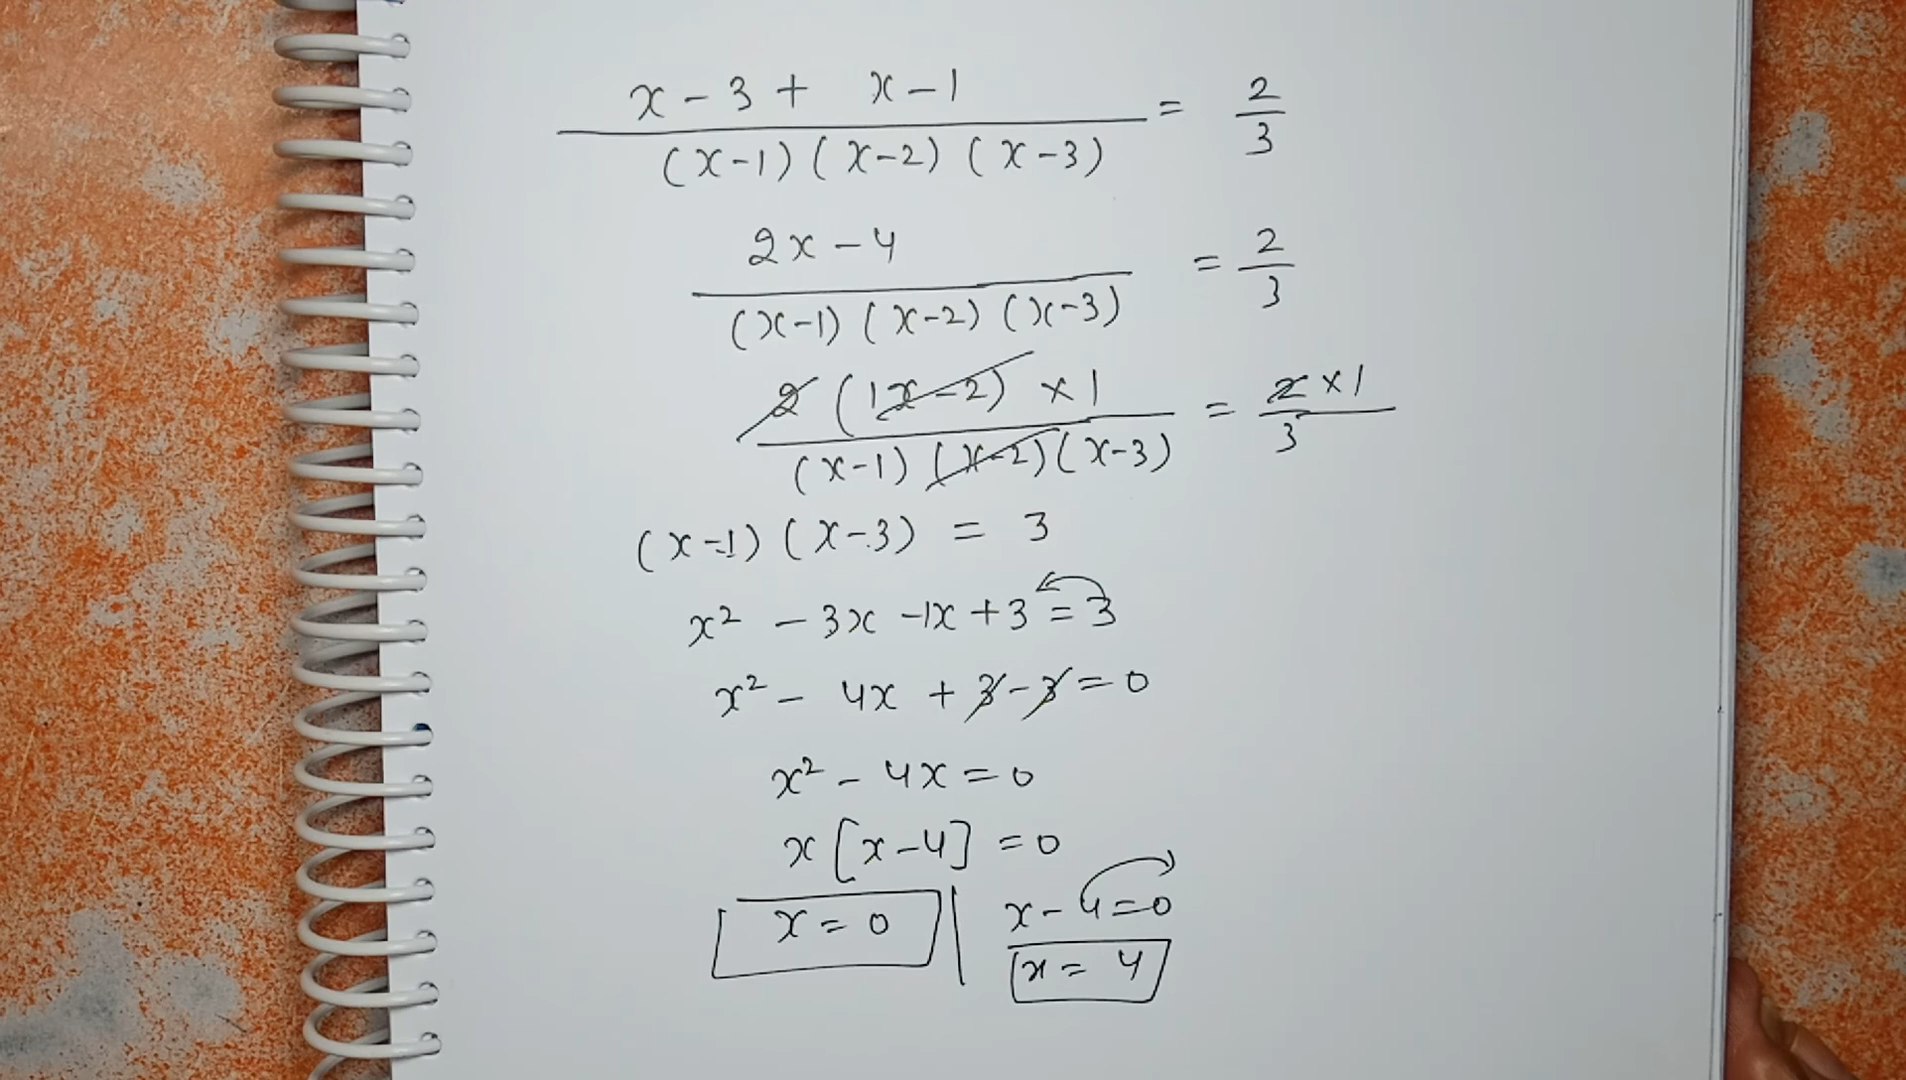 x - 3 + x - 1 / (x-1) (x-2) (x-3) = 2/3
2x - 4 / (x-1) (x-2) (x-3) = 2/3
2 (1x-2) × 1 / (x-1) (x-2) (x-3) = 2×1 / 3
(x-1) (x-3) = 3
x² - 3x - 1x + 3 = 3
x² - 4x + 3 - 3 = 0
x² - 4x = 0
x [x-4] = 0
x = 0 | x - 4 = 0
x = 4